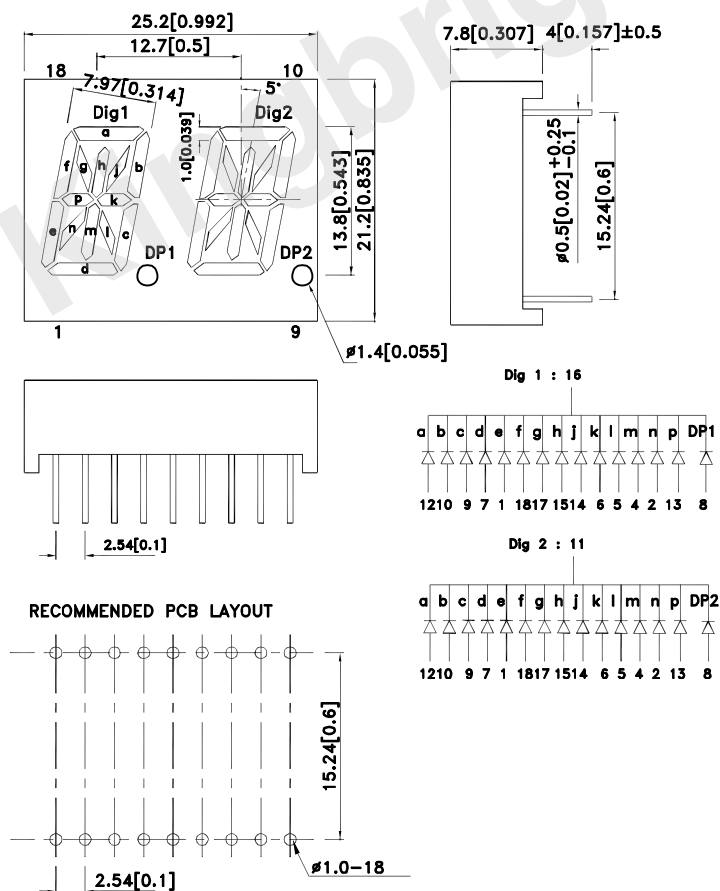 25.2[0.992]
12.7[0.5]
18
10
7.97[0.314]
5°
Dig1
Dig2
1.0[0.039]
a
f
g
h
j
b
p
k
e
n
m
l
c
d
DP1
DP2
13.8[0.543]
21.2[0.835]
1
9
ø1.4[0.055]
7.8[0.307]
4[0.157]±0.5
ø0.5[0.02]+0.25-0.1
15.24[0.6]
kingbrig
2.54[0.1]
Dig 1 : 16
a b c d e f g h j k l m n p DP1
12 10 9 7 1 18 17 15 14 6 5 4 2 13 8
Dig 2 : 11
a b c d e f g h j k l m n p DP2
12 10 9 7 1 18 17 15 14 6 5 4 2 13 8
RECOMMENDED PCB LAYOUT
15.24[0.6]
ø1.0-18
2.54[0.1]